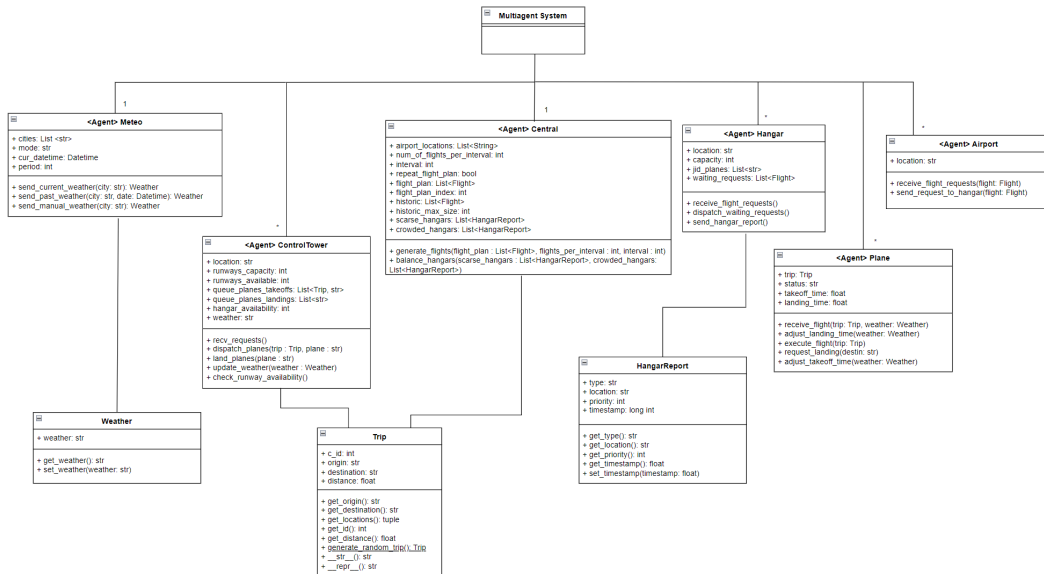 Multiagent System
1
*
1
*
*
*
<Agent> Meteo
+ cities: List <str>
+ mode: str
+ cur_datetime: Datetime
+ period: int
+ send_current_weather(city: str): Weather
+ send_past_weather(city: str, date: Datetime): Weather
+ send_manual_weather(city: str): Weather
<Agent> Central
+ airport_locations: List<String>
+ num_of_flights_per_interval: int
+ interval: int
+ repeat_flight_plan: bool
+ flight_plan: List<Flight>
+ flight_plan_index: int
+ historic: List<Flight>
+ historic_max_size: int
+ scarse_hangars: List<HangarReport>
+ crowded_hangars: List<HangarReport>
+ generate_flights(flight_plan : List<Flight>, flights_per_interval : int, interval : int)
+ balance_hangars(scarse_hangars : List<HangarReport>, crowded_hangars:
List<HangarReport>)
<Agent> Hangar
+ location: str
+ capacity: int
+ jid_planes: List<str>
+ waiting_requests: List<Flight>
+ receive_flight_requests()
+ dispatch_waiting_requests()
+ send_hangar_report()
<Agent> Airport
+ location: str
+ receive_flight_requests(flight: Flight)
+ send_request_to_hangar(flight: Flight)
<Agent> ControlTower
+ location: str
+ runways_capacity: int
+ runways_available: int
+ queue_planes_takeoffs: List<Trip, str>
+ queue_planes_landings: List<str>
+ hangar_availability: int
+ weather: str
+ recv_requests()
+ dispatch_planes(trip : Trip, plane : str)
+ land_planes(plane : str)
+ update_weather(weather : Weather)
+ check_runway_availability()
<Agent> Plane
+ trip: Trip
+ status: str
+ takeoff_time: float
+ landing_time: float
+ receive_flight(trip: Trip, weather: Weather)
+ adjust_landing_time(weather: Weather)
+ execute_flight(trip: Trip)
+ request_landing(destin: str)
+ adjust_takeoff_time(weather: Weather)
HangarReport
+ type: str
+ location: str
+ priority: int
+ timestamp: long int
+ get_type(): str
+ get_location(): str
+ get_priority(): int
+ get_timestamp(): float
+ set_timestamp(timestamp: float)
Weather
+ weather: str
+ get_weather(): str
+ set_weather(weather: str)
Trip
+ c_id: int
+ origin: str
+ destination: str
+ distance: float
+ get_origin(): str
+ get_destination(): str
+ get_locations(): tuple
+ get_id(): int
+ get_distance(): float
+ generate_random_trip(): Trip
+ __str__(): str
+ __repr__(): str